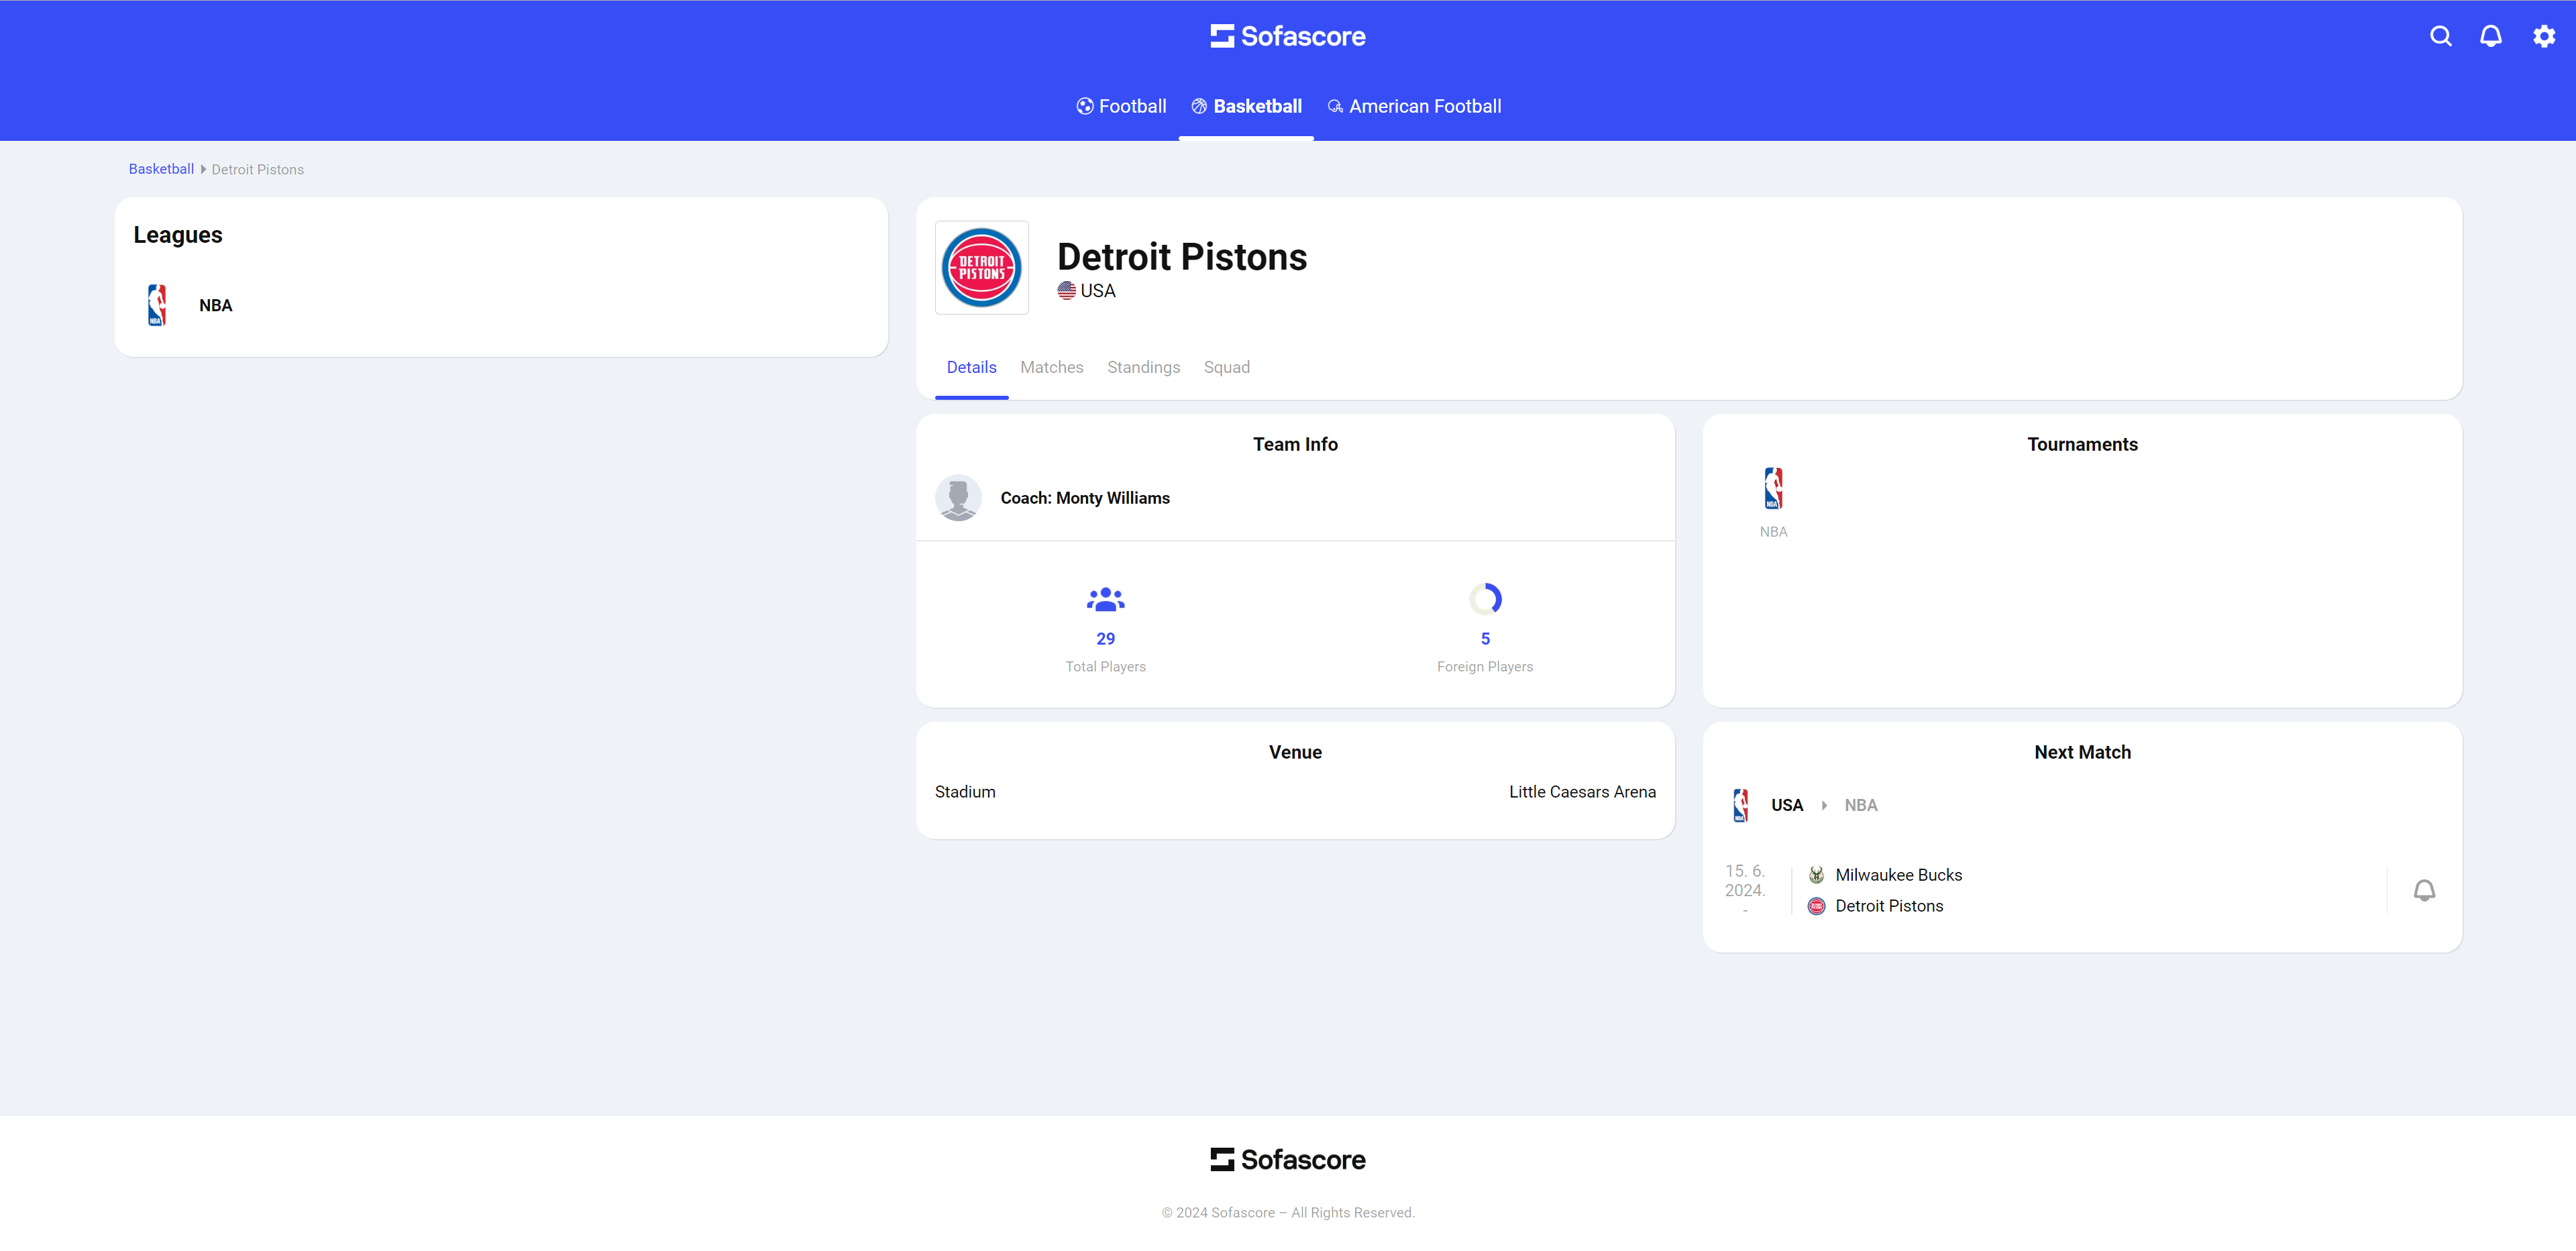 Sofascore
Football Basketball American Football
Basketball Detroit Pistons
Leagues
NBA
DETROIT
PISTONS
Detroit Pistons
USA
Details Matches Standings Squad
Team Info
Coach: Monty Williams
29
Total Players
5
Foreign Players
Tournaments
NBA
NBA
Venue
Stadium Little Caesars Arena
Next Match
USA NBA
15. 6.
2024.
-
Milwaukee Bucks
Detroit Pistons
Sofascore
© 2024 Sofascore – All Rights Reserved.